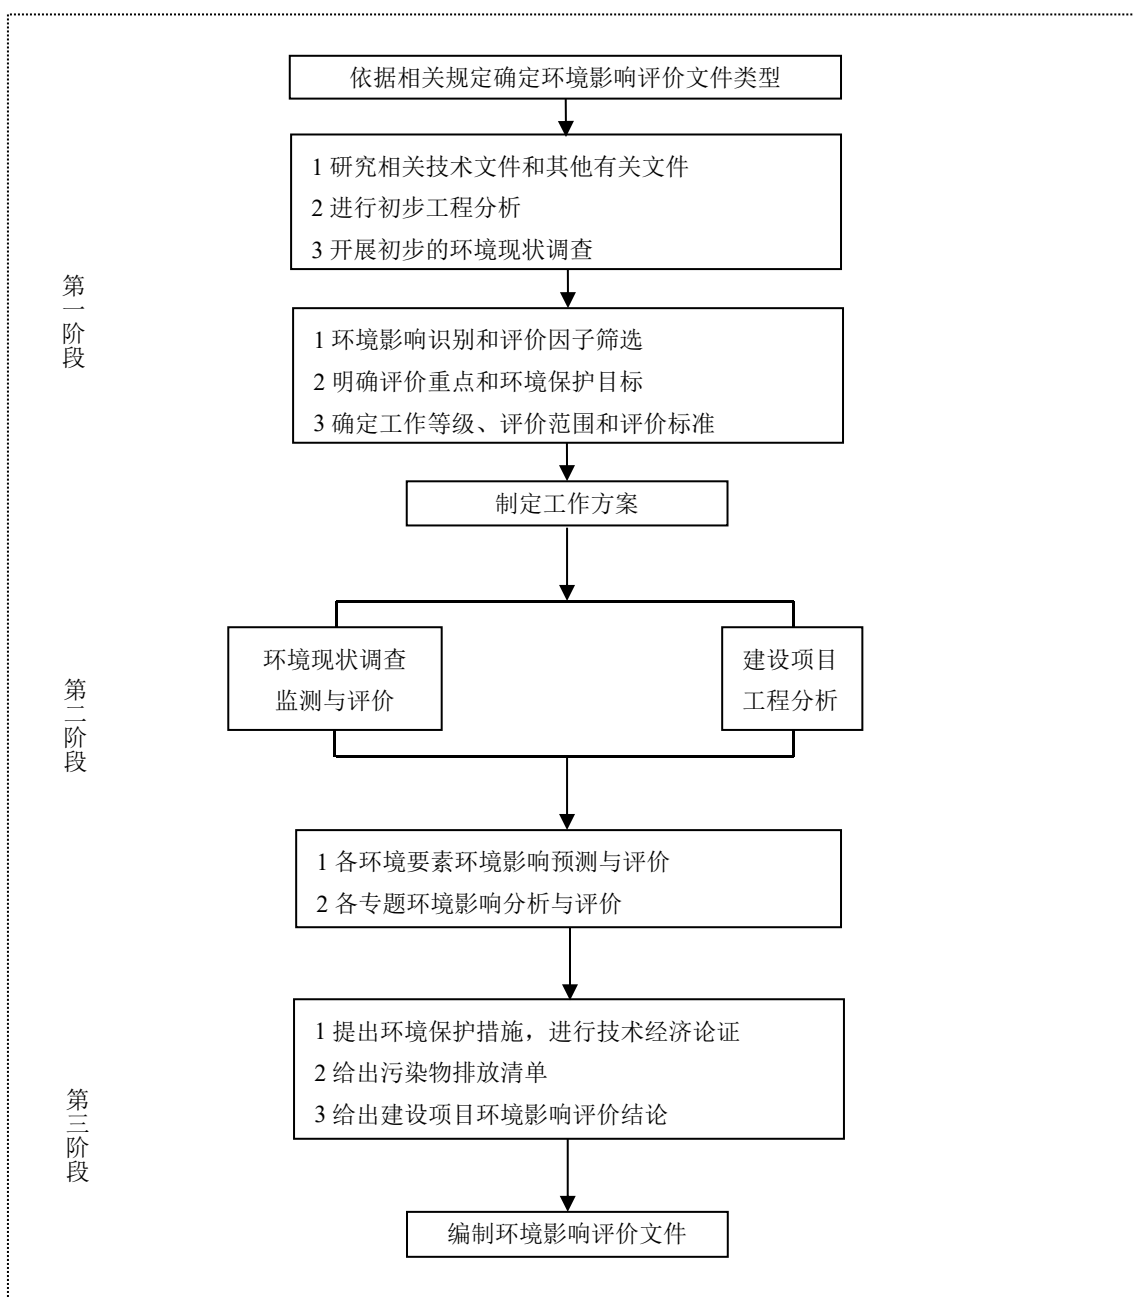 依据相关规定确定环境影响评价文件类型
1 研究相关技术文件和其他有关文件
2 进行初步工程分析
3 开展初步的环境现状调查
第一阶段
1 环境影响识别和评价因子筛选
2 明确评价重点和环境保护目标
3 确定工作等级、评价范围和评价标准
制定工作方案
环境现状调查
监测与评价
建设项目
工程分析
第二阶段
1 各环境要素环境影响预测与评价
2 各专题环境影响分析与评价
1 提出环境保护措施，进行技术经济论证
2 给出污染物排放清单
3 给出建设项目环境影响评价结论
第三阶段
编制环境影响评价文件